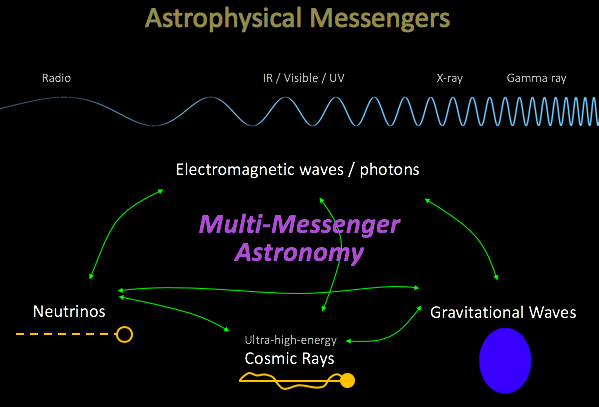 Astrophysical Messengers
Radio
IR / Visible / UV
X-ray
Gamma ray
Electromagnetic waves / photons
Multi-Messenger
Astronomy
Neutrinos
Gravitational Waves
Ultra-high-energy
Cosmic Rays